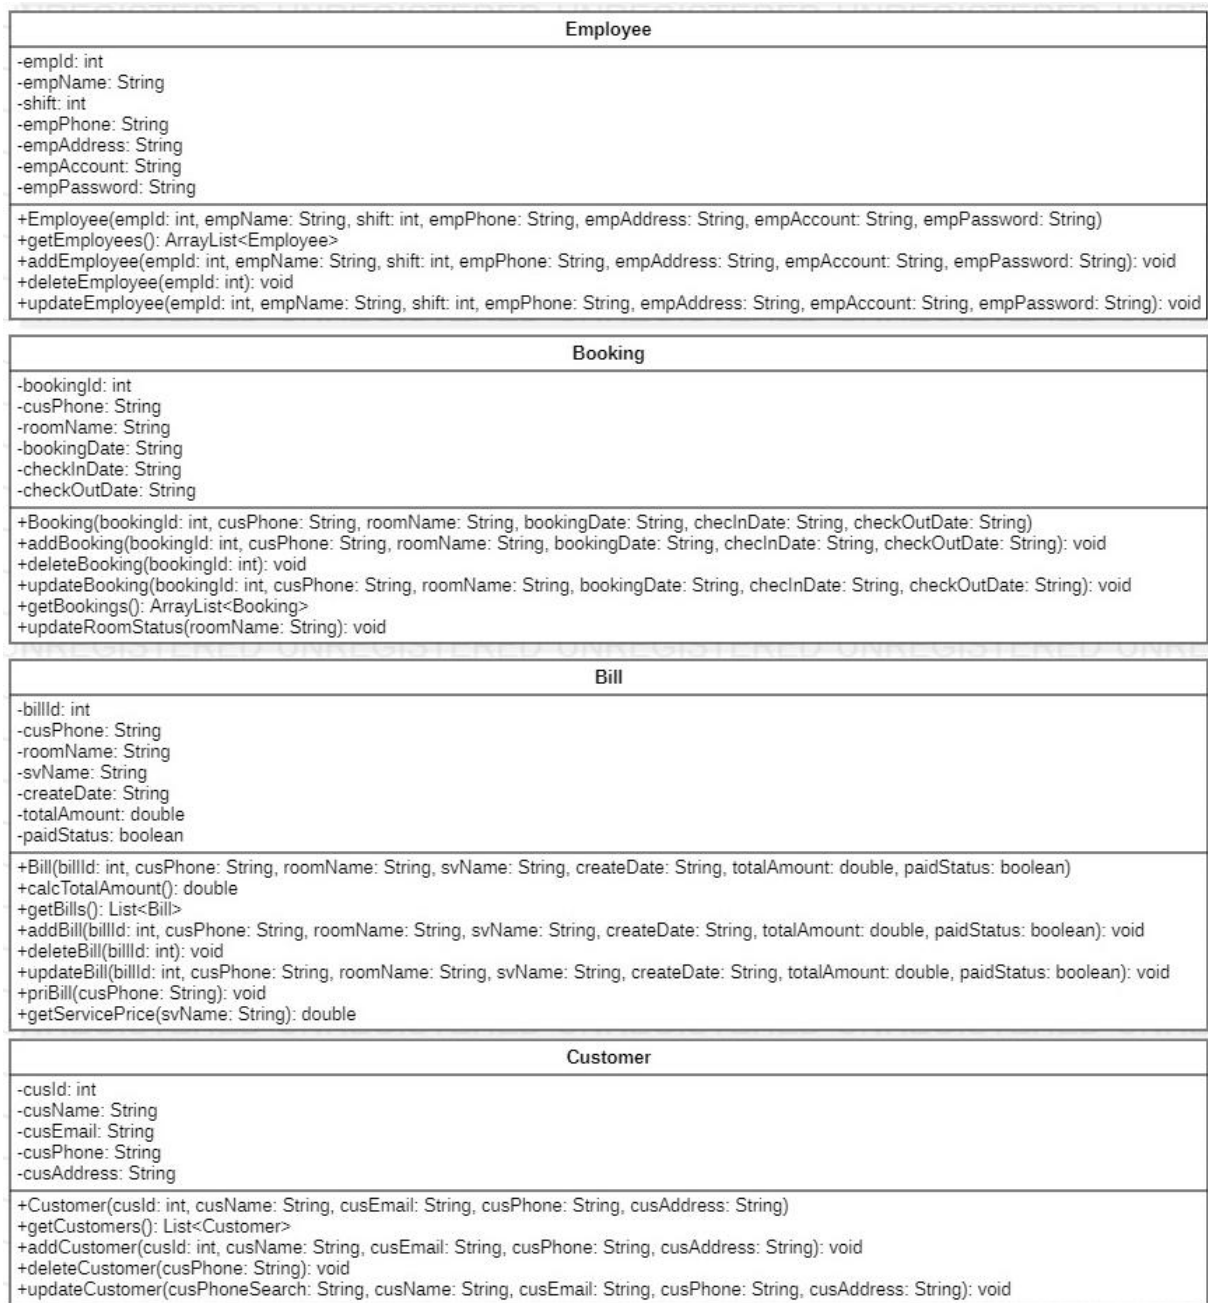 UNREGISTERED UNREGISTERED UNREGISTERED UNREGISTERED
Employee
-empId: int
-empName: String
-shift: int
-empPhone: String
-empAddress: String
-empAccount: String
-empPassword: String
+Employee(empId: int, empName: String, shift: int, empPhone: String, empAddress: String, empAccount: String, empPassword: String)
+getEmployees(): ArrayList<Employee>
+addEmployee(empId: int, empName: String, shift: int, empPhone: String, empAddress: String, empAccount: String, empPassword: String): void
+deleteEmployee(empId: int): void
+updateEmployee(empId: int, empName: String, shift: int, empPhone: String, empAddress: String, empAccount: String, empPassword: String): void
Booking
-bookingId: int
-cusPhone: String
-roomName: String
-bookingDate: String
-checkInDate: String
-checkOutDate: String
+Booking(bookingId: int, cusPhone: String, roomName: String, bookingDate: String, checInDate: String, checkOutDate: String)
+addBooking(bookingId: int, cusPhone: String, roomName: String, bookingDate: String, checInDate: String, checkOutDate: String): void
+deleteBooking(bookingId: int): void
+updateBooking(bookingId: int, cusPhone: String, roomName: String, bookingDate: String, checInDate: String, checkOutDate: String): void
+getBookings(): ArrayList<Booking>
+updateRoomStatus(roomName: String): void
UNREGISTERED UNREGISTERED UNREGISTERED UNREGISTERED
Bill
-billId: int
-cusPhone: String
-roomName: String
-svName: String
-createDate: String
-totalAmount: double
-paidStatus: boolean
+Bill(billId: int, cusPhone: String, roomName: String, svName: String, createDate: String, totalAmount: double, paidStatus: boolean)
+calcTotalAmount(): double
+getBills(): List<Bill>
+addBill(billId: int, cusPhone: String, roomName: String, svName: String, createDate: String, totalAmount: double, paidStatus: boolean): void
+deleteBill(billId: int): void
+updateBill(billId: int, cusPhone: String, roomName: String, svName: String, createDate: String, totalAmount: double, paidStatus: boolean): void
+priBill(cusPhone: String): void
+getServicePrice(svName: String): double
Customer
-cusId: int
-cusName: String
-cusEmail: String
-cusPhone: String
-cusAddress: String
+Customer(cusId: int, cusName: String, cusEmail: String, cusPhone: String, cusAddress: String)
+getCustomers(): List<Customer>
+addCustomer(cusId: int, cusName: String, cusEmail: String, cusPhone: String, cusAddress: String): void
+deleteCustomer(cusPhone: String): void
+updateCustomer(cusPhoneSearch: String, cusName: String, cusEmail: String, cusPhone: String, cusAddress: String): void